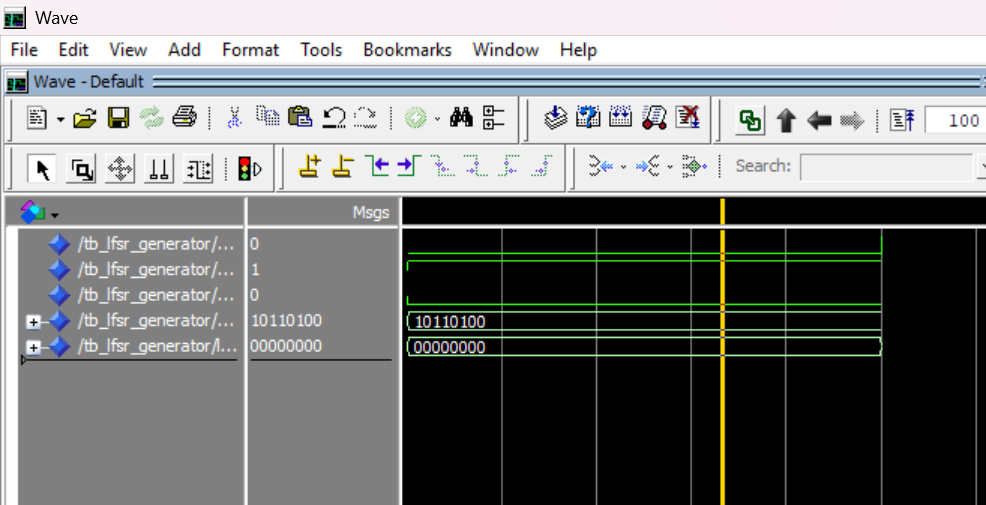 Wave
File Edit View Add Format Tools Bookmarks Window Help
Wave - Default
100
Search:
Msgs
/tb_lfsr_generator/... 0
/tb_lfsr_generator/... 1
/tb_lfsr_generator/... 0
/tb_lfsr_generator/... 10110100 10110100
/tb_lfsr_generator/l... 00000000 00000000